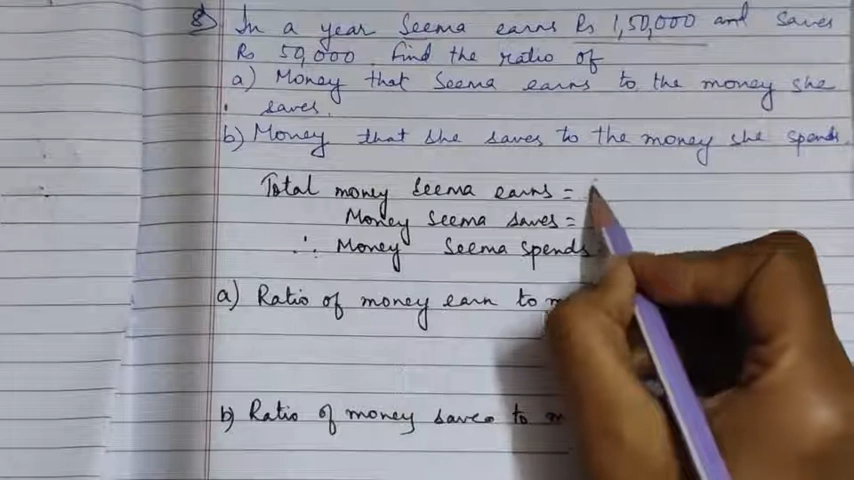 8) In a year Seema earns Rs 1,50,000 and saves
Rs 50,000. Find the ratio of
a) Money that Seema earns to the money she
saves.
b) Money that she saves to the money she spends.
Total money Seema earns =
Money Seema saves =
∴ Money Seema spends
a) Ratio of money earn to
b) Ratio of money save to